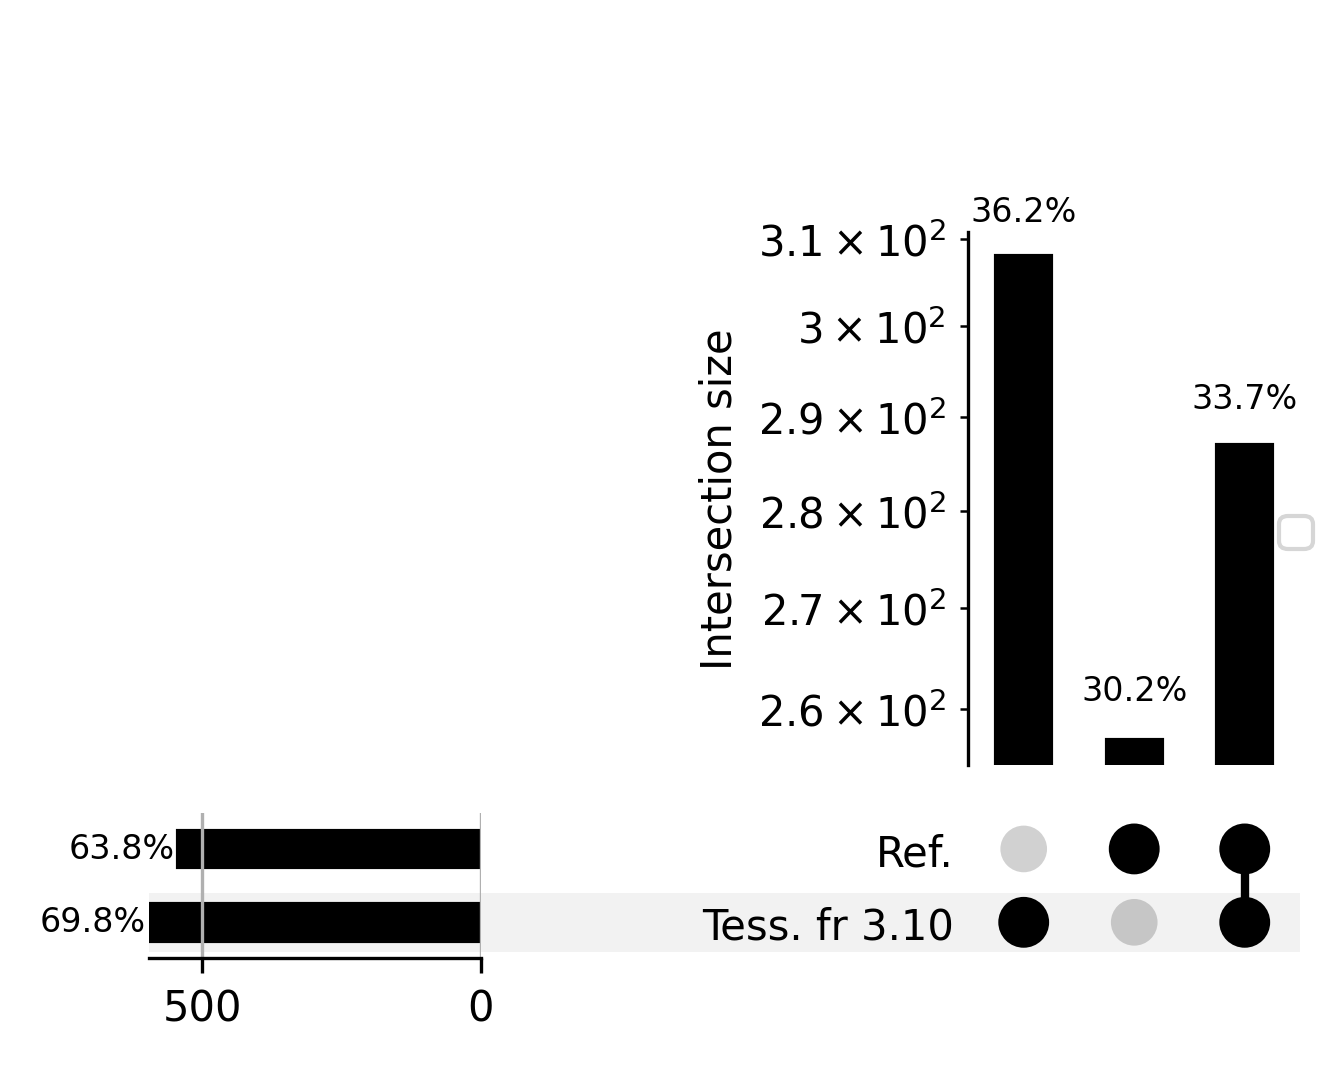 36.2%
3.1 × 10²
3 × 10²
33.7%
2.9 × 10²
Intersection size
2.8 × 10²
2.7 × 10²
30.2%
2.6 × 10²
63.8%
Ref.
69.8%
Tess. fr 3.10
500 0